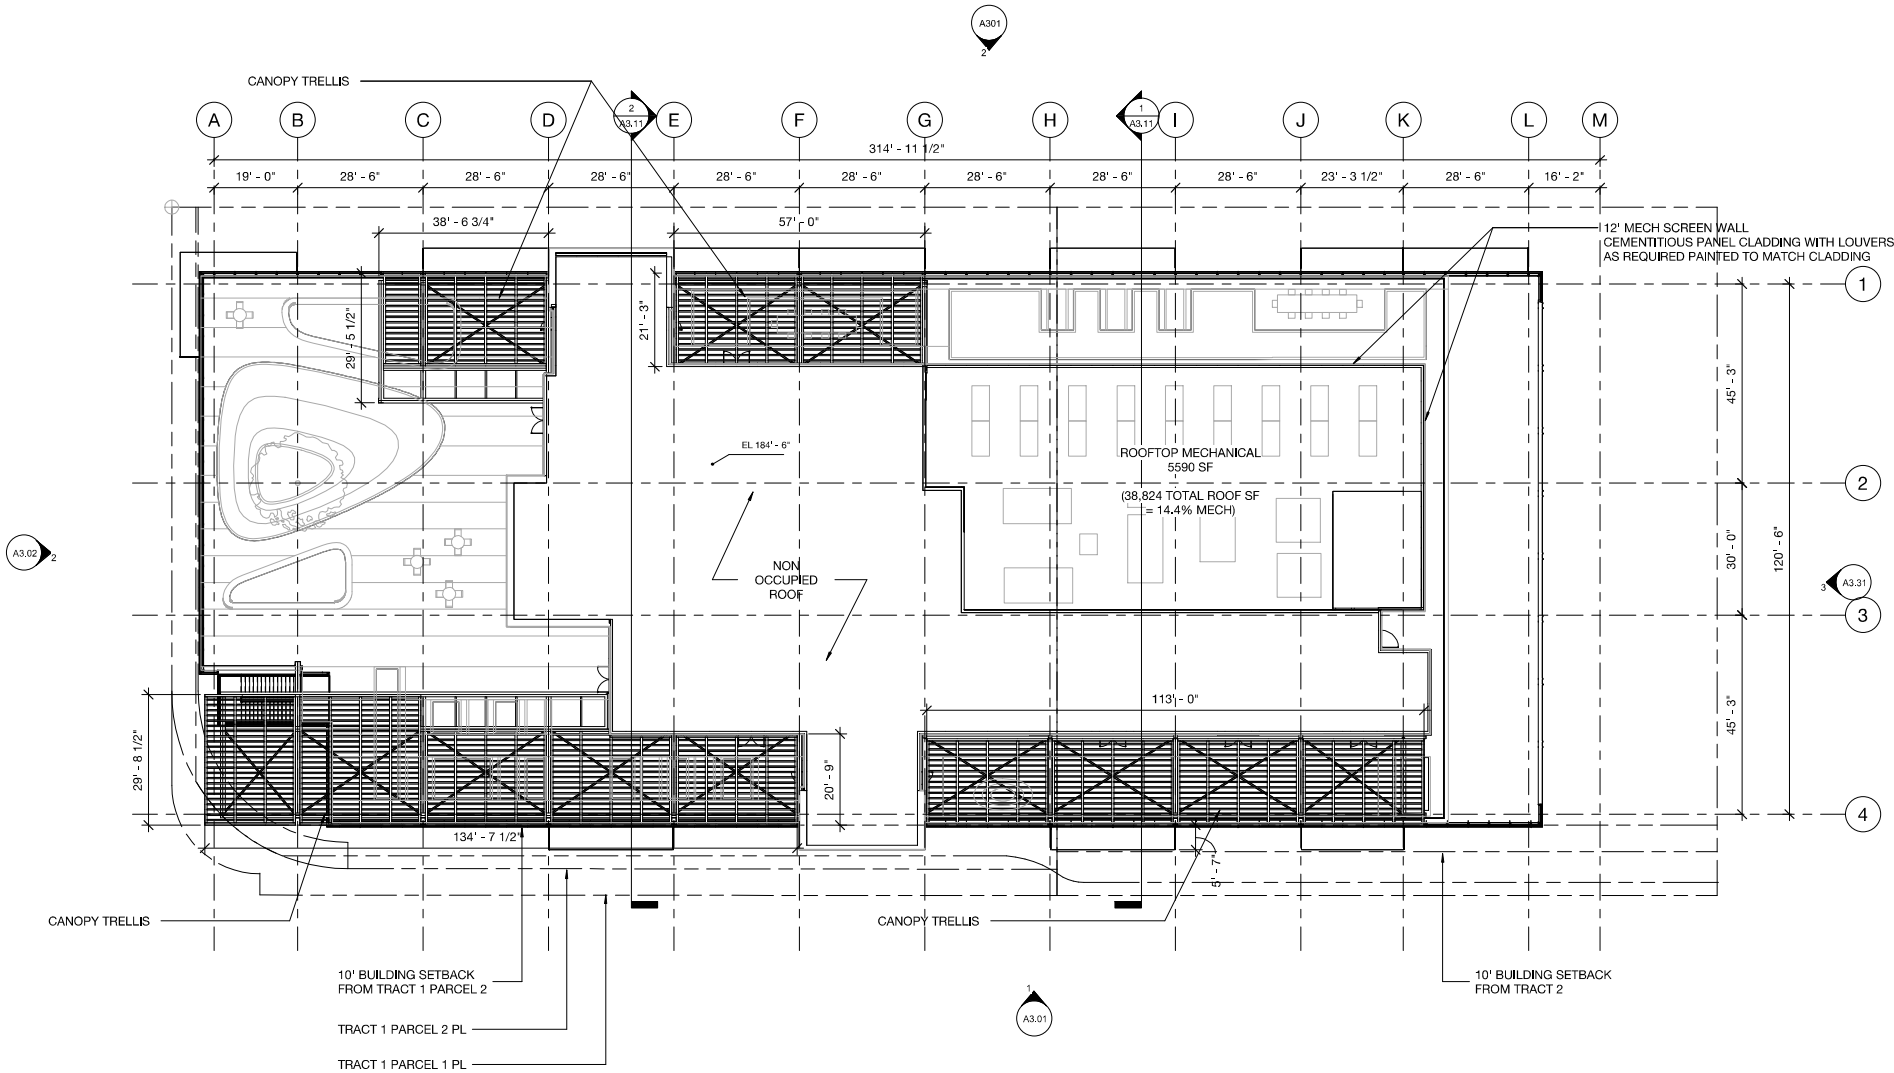 A301
2
CANOPY TRELLIS
A
B
C
D
2
A3.11
E
F
G
H
1
A3.11
I
J
K
L
M
314' - 11 1/2"
19' - 0"
28' - 6"
28' - 6"
28' - 6"
28' - 6"
28' - 6"
28' - 6"
28' - 6"
28' - 6"
23' - 3 1/2"
28' - 6"
16' - 2"
38' - 6 3/4"
57' - 0"
12' MECH SCREEN WALL
CEMENTITIOUS PANEL CLADDING WITH LOUVERS
AS REQUIRED PAINTED TO MATCH CLADDING
1
29' - 5 1/2"
21' - 3"
45' - 3"
EL 184' - 6"
ROOFTOP MECHANICAL
5590 SF
(38,824 TOTAL ROOF SF
= 14.4% MECH)
2
A3.02
2
NON
OCCUPIED
ROOF
30' - 0"
120' - 6"
3
A3.31
3
113' - 0"
45' - 3"
29' - 8 1/2"
20' - 9"
4
134' - 7 1/2"
5' - 7"
CANOPY TRELLIS
CANOPY TRELLIS
10' BUILDING SETBACK
FROM TRACT 1 PARCEL 2
10' BUILDING SETBACK
FROM TRACT 2
1
A3.01
TRACT 1 PARCEL 2 PL
TRACT 1 PARCEL 1 PL